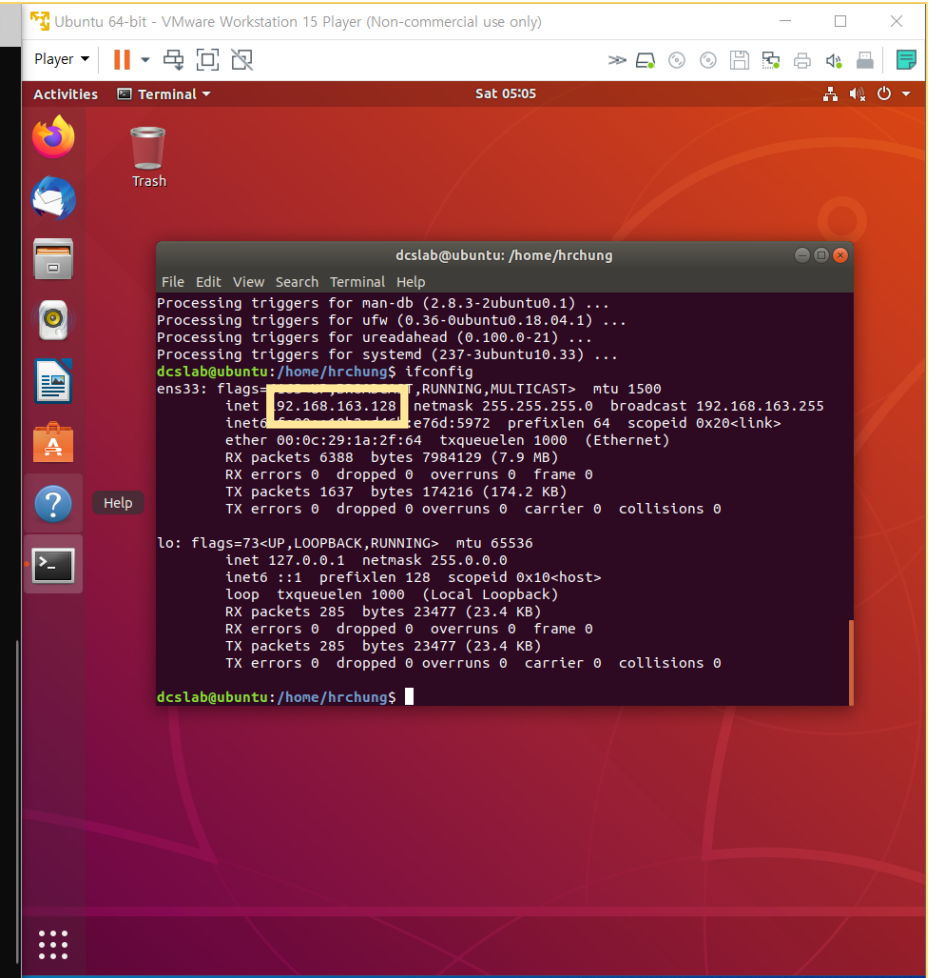 Ubuntu 64-bit - VMware Workstation 15 Player (Non-commercial use only)
Player
Activities Terminal Sat 05:05
Trash
dcslab@ubuntu: /home/hrchung
File Edit View Search Terminal Help
Processing triggers for man-db (2.8.3-2ubuntu0.1) ...
Processing triggers for ufw (0.36-0ubuntu0.18.04.1) ...
Processing triggers for ureadahead (0.100.0-21) ...
Processing triggers for systemd (237-3ubuntu10.33) ...
dcslab@ubuntu:/home/hrchung$ ifconfig
ens33: flags= ,RUNNING,MULTICAST> mtu 1500
inet 192.168.163.128 netmask 255.255.255.0 broadcast 192.168.163.255
inet6 :e76d:5972 prefixlen 64 scopeid 0x20<link>
ether 00:0c:29:1a:2f:64 txqueuelen 1000 (Ethernet)
RX packets 6388 bytes 7984129 (7.9 MB)
RX errors 0 dropped 0 overruns 0 frame 0
TX packets 1637 bytes 174216 (174.2 KB)
TX errors 0 dropped 0 overruns 0 carrier 0 collisions 0
lo: flags=73<UP,LOOPBACK,RUNNING> mtu 65536
inet 127.0.0.1 netmask 255.0.0.0
inet6 ::1 prefixlen 128 scopeid 0x10<host>
loop txqueuelen 1000 (Local Loopback)
RX packets 285 bytes 23477 (23.4 KB)
RX errors 0 dropped 0 overruns 0 frame 0
TX packets 285 bytes 23477 (23.4 KB)
TX errors 0 dropped 0 overruns 0 carrier 0 collisions 0
dcslab@ubuntu:/home/hrchung$
Help